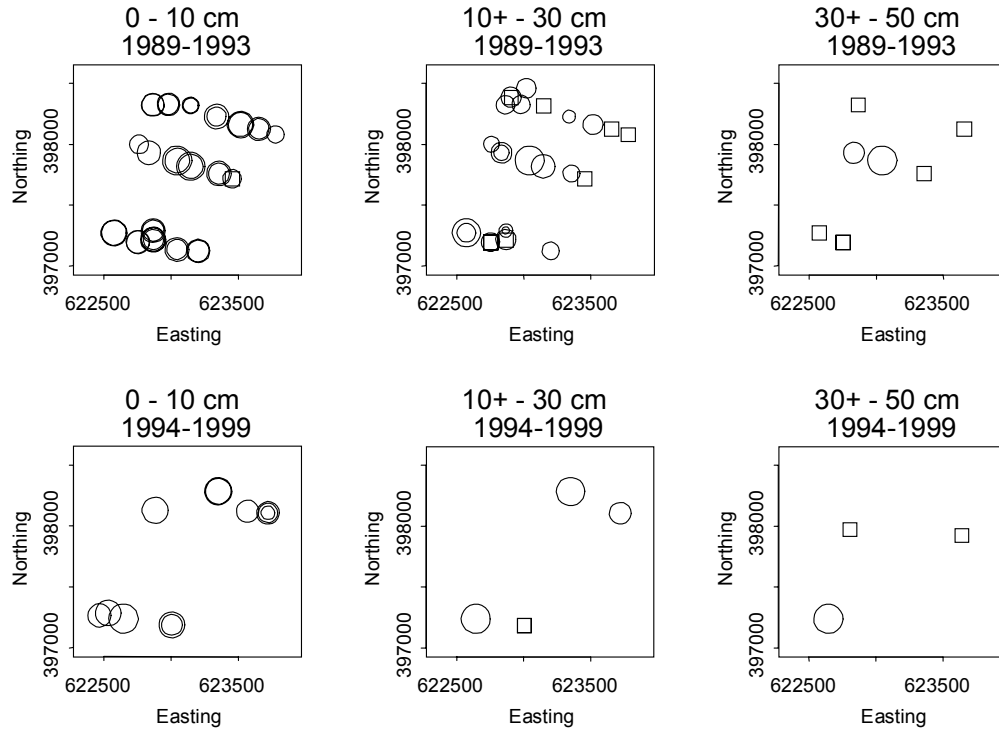 0 - 10 cm
1989-1993
Northing
398000
397000
622500 623500
Easting
10+ - 30 cm
1989-1993
Northing
398000
397000
622500 623500
Easting
30+ - 50 cm
1989-1993
Northing
398000
397000
622500 623500
Easting
0 - 10 cm
1994-1999
Northing
398000
397000
622500 623500
Easting
10+ - 30 cm
1994-1999
Northing
398000
397000
622500 623500
Easting
30+ - 50 cm
1994-1999
Northing
398000
397000
622500 623500
Easting